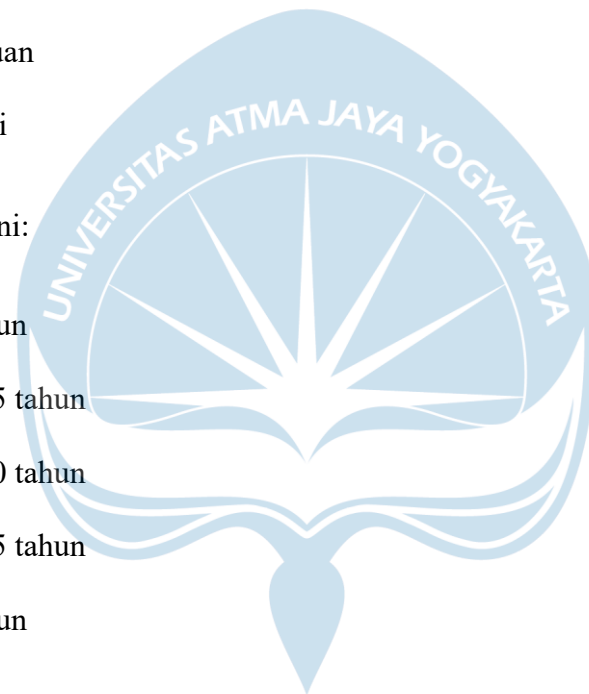 uan
i
ni:
un
5 tahun
0 tahun
5 tahun
un
UNIVERSITAS ATMA JAYA YOGYAKARTA